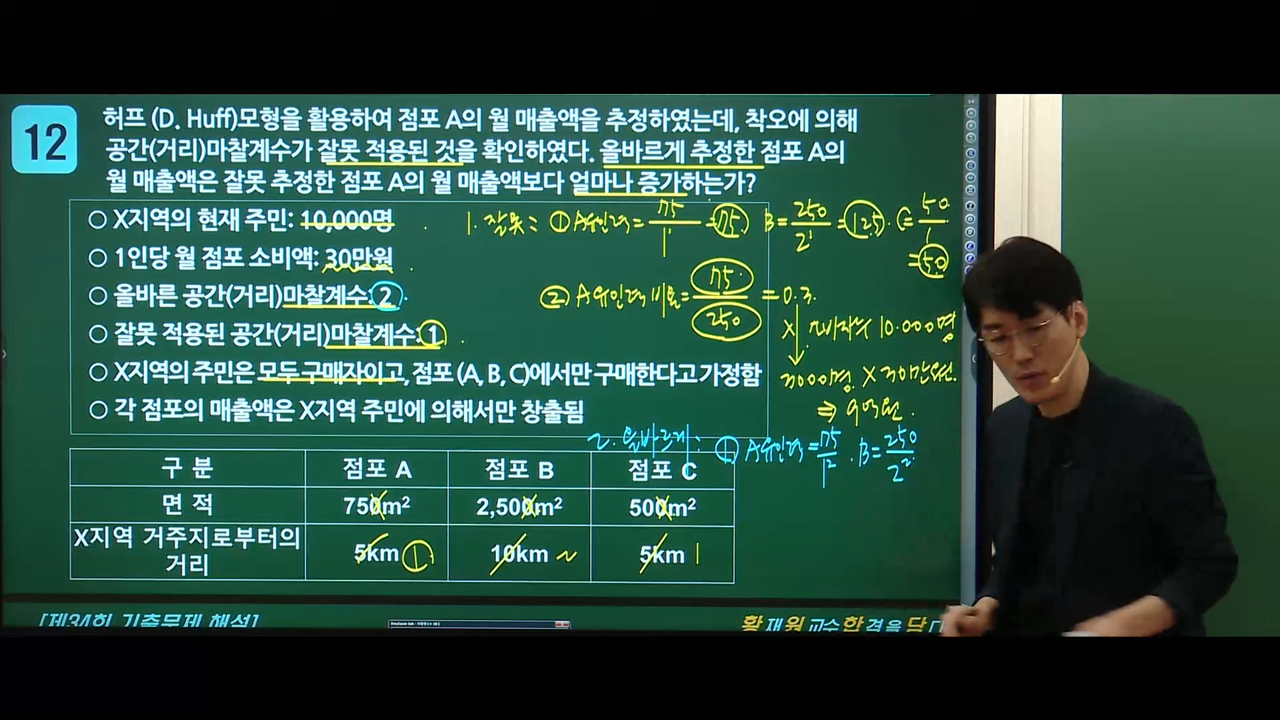 12
허프 (D. Huff)모형을 활용하여 점포 A의 월 매출액을 추정하였는데, 착오에 의해
공간(거리)마찰계수가 잘못 적용된 것을 확인하였다. 올바르게 추정한 점포 A의
월 매출액은 잘못 추정한 점포 A의 월 매출액보다 얼마나 증가하는가?
○ X지역의 현재 주민: 10,000명
○ 1인당 월 점포 소비액: 30만원
○ 올바른 공간(거리)마찰계수: 2
○ 잘못 적용된 공간(거리)마찰계수: 1
○ X지역의 주민은 모두 구매자이고, 점포 (A, B, C)에서만 구매한다고 가정함
○ 각 점포의 매출액은 X지역 주민에 의해서만 창출됨
1. 잘못: ① A유인력 = 75/1¹ = 75 B = 250/2¹ = 125. C = 50/1 = 50
② A유인력 비율 = 75/250 = 0.3
X 소비자수 10.000명
3000명 X 30만원.
⇒ 9억원.
2. 올바르게: ① A유인력 = 75/1² . B = 250/2²
구 분 점포 A 점포 B 점포 C
면 적 750m² 2,500m² 500m²
X지역 거주지로부터의
거리 5km 1 10km 2 5km 1
[제34회 기출문제 해설]
황재원 교수 합격을 담다